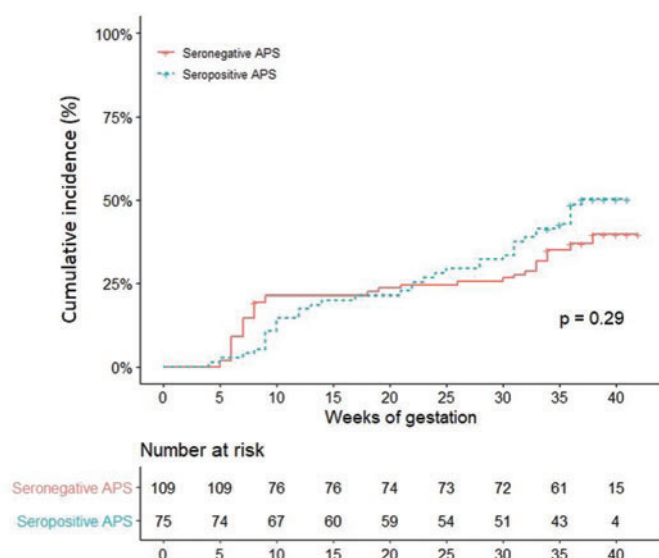 100%
Seronegative APS
Seropositive APS
75%
Cumulative incidence (%)
50%
25%
p = 0.29
0%
0 5 10 15 20 25 30 35 40
Weeks of gestation
Number at risk
Seronegative APS 109 109 76 76 74 73 72 61 15
Seropositive APS 75 74 67 60 59 54 51 43 4
0 5 10 15 20 25 30 35 40